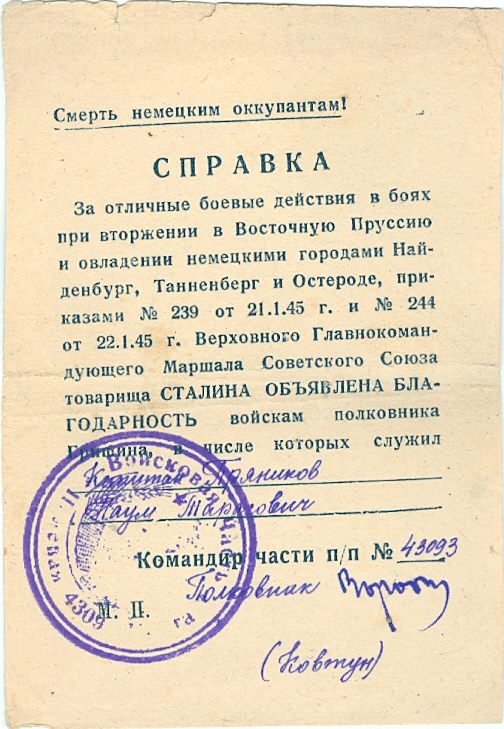 Смерть немецким оккупантам!
СПРАВКА
За отличные боевые действия в боях
при вторжении в Восточную Пруссию
и овладении немецкими городами Най-
денбург, Танненберг и Остероде, при-
казами № 239 от 21.1.45 г. и № 244
от 22.1.45 г. Верховного Главнокоман-
дующего Маршала Советского Союза
товарища СТАЛИНА ОБЪЯВЛЕНА БЛА-
ГОДАРНОСТЬ войскам полковника
Гришина, в числе которых служил
Капитан Пряников
Наум Тарасович
Командир части п/п № 43093
Полковник
М. П.
(Ковтун)
Войсковая часть